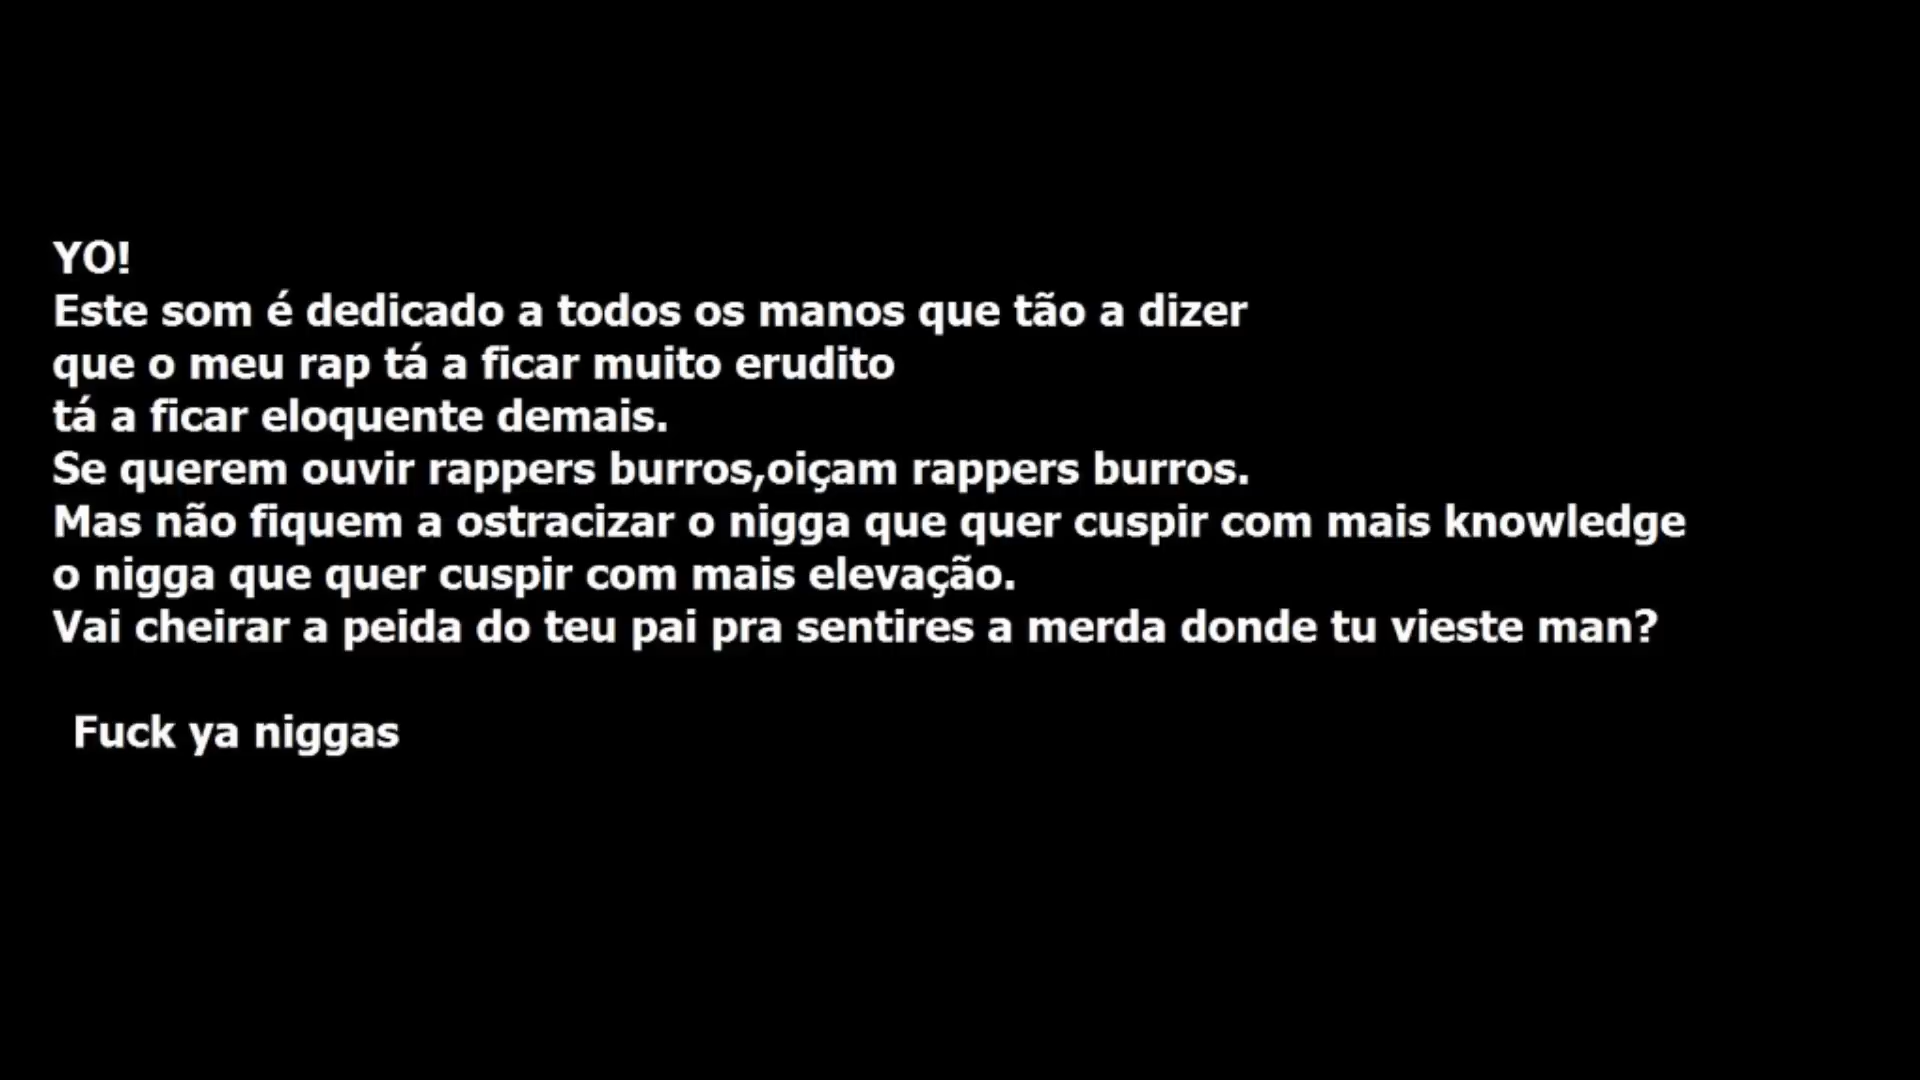 YO!
Este som é dedicado a todos os manos que tão a dizer
que o meu rap tá a ficar muito erudito
tá a ficar eloquente demais.
Se querem ouvir rappers burros,oiçam rappers burros.
Mas não fiquem a ostracizar o nigga que quer cuspir com mais knowledge
o nigga que quer cuspir com mais elevação.
Vai cheirar a peida do teu pai pra sentires a merda donde tu vieste man?
Fuck ya niggas